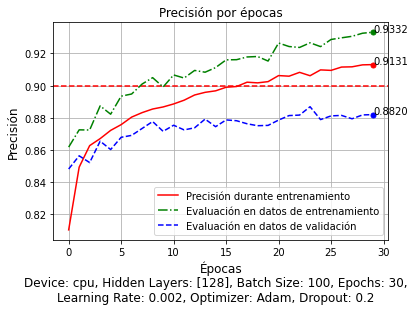 Precisión por épocas
Precisión
0.92
0.90
0.88
0.86
0.84
0.82
0.9332
0.9131
0.8820
Precisión durante entrenamiento
Evaluación en datos de entrenamiento
Evaluación en datos de validación
0 5 10 15 20 25 30
Épocas
Device: cpu, Hidden Layers: [128], Batch Size: 100, Epochs: 30,
Learning Rate: 0.002, Optimizer: Adam, Dropout: 0.2